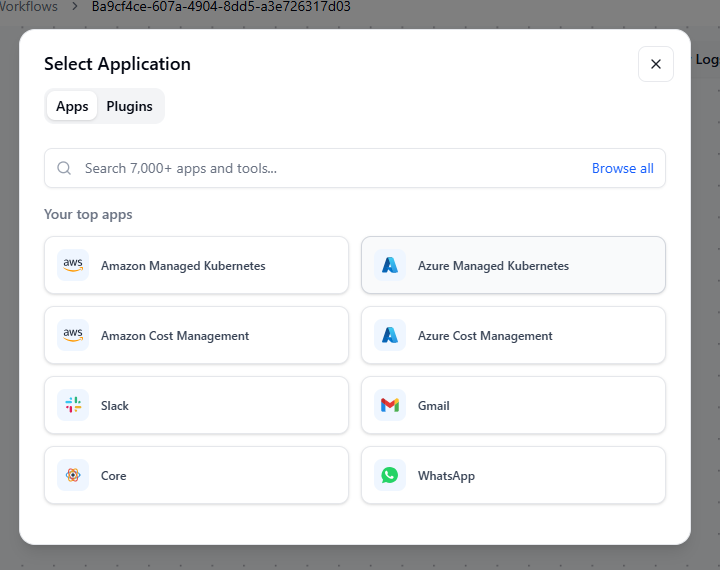 Workflows > Ba9cf4ce-607a-4904-8dd5-a3e726317d03
Select Application
Apps Plugins
Search 7,000+ apps and tools... Browse all
Your top apps
aws Amazon Managed Kubernetes
Azure Managed Kubernetes
aws Amazon Cost Management
Azure Cost Management
Slack
Gmail
Core
WhatsApp